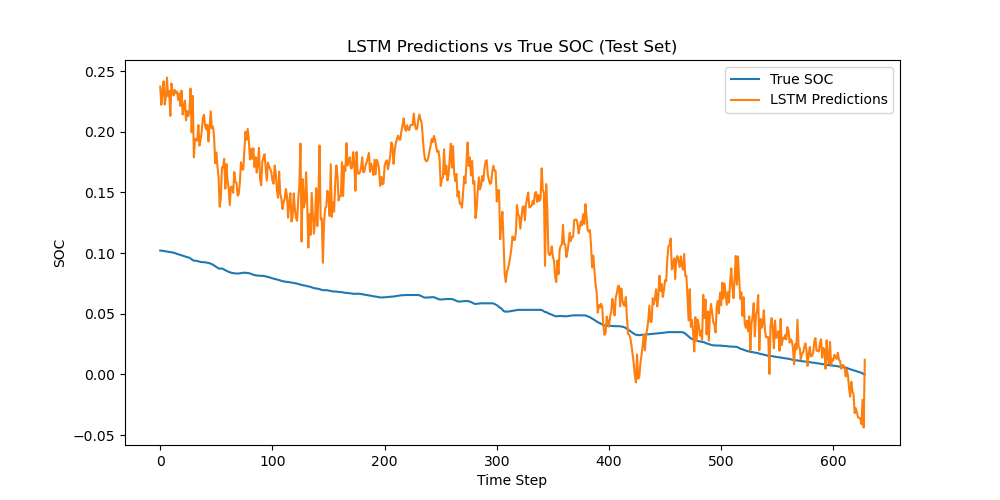 LSTM Predictions vs True SOC (Test Set)
True SOC
LSTM Predictions
0.25
0.20
0.15
0.10
0.05
0.00
−0.05
SOC
0 100 200 300 400 500 600
Time Step